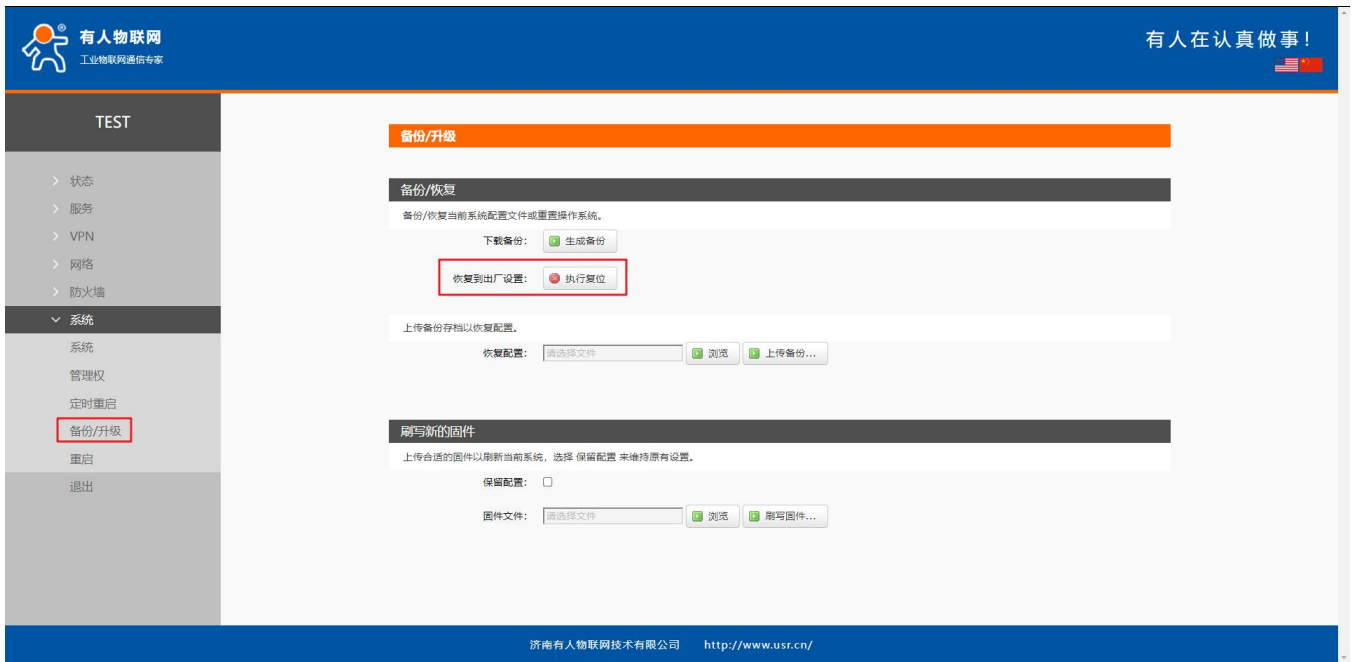 有人物联网
®
工业物联网通信专家
有人在认真做事！
TEST
状态
服务
VPN
网络
防火墙
系统
系统
管理权
定时重启
备份/升级
重启
退出
备份/升级
备份/恢复
备份/恢复当前系统配置文件或重置操作系统。
下载备份： 生成备份
恢复到出厂设置： 执行复位
上传备份存档以恢复配置。
恢复配置： 请选择文件 浏览 上传备份...
刷写新的固件
上传合适的固件以刷新当前系统，选择 保留配置 来维持原有设置。
保留配置：
固件文件： 请选择文件 浏览 刷写固件...
济南有人物联网技术有限公司 http://www.usr.cn/